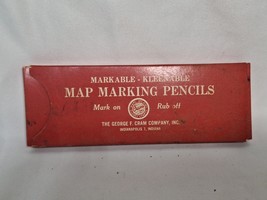 MARKABLE - KLEENABLE
MAP MARKING PENCILS
Mark on Rub off
THE GEORGE F. CRAM COMPANY, INC.
INDIANAPOLIS 7, INDIANA